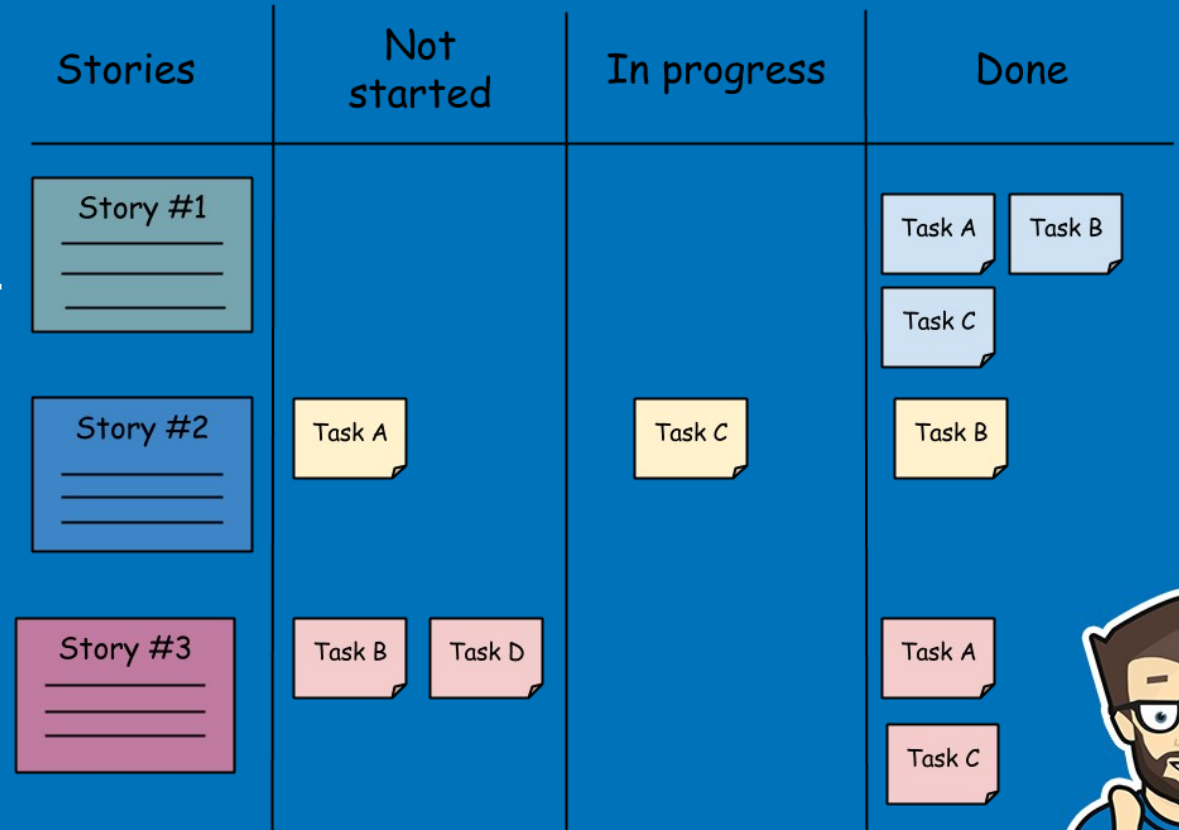 Stories
Not
started
In progress
Done
Story #1
Task A
Task B
Task C
Story #2
Task A
Task C
Task B
Story #3
Task B
Task D
Task A
Task C